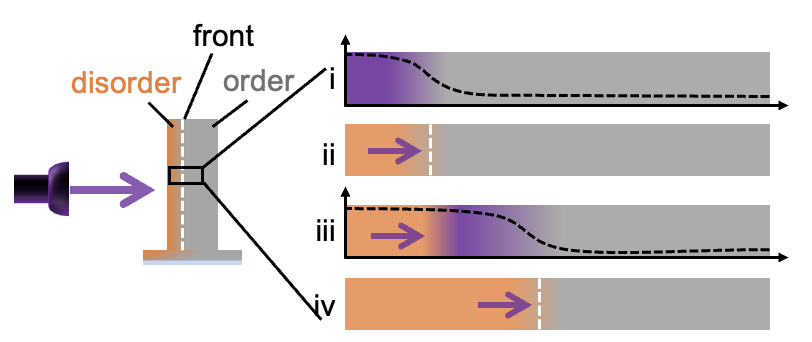 front
disorder
order
i
ii
iii
iv